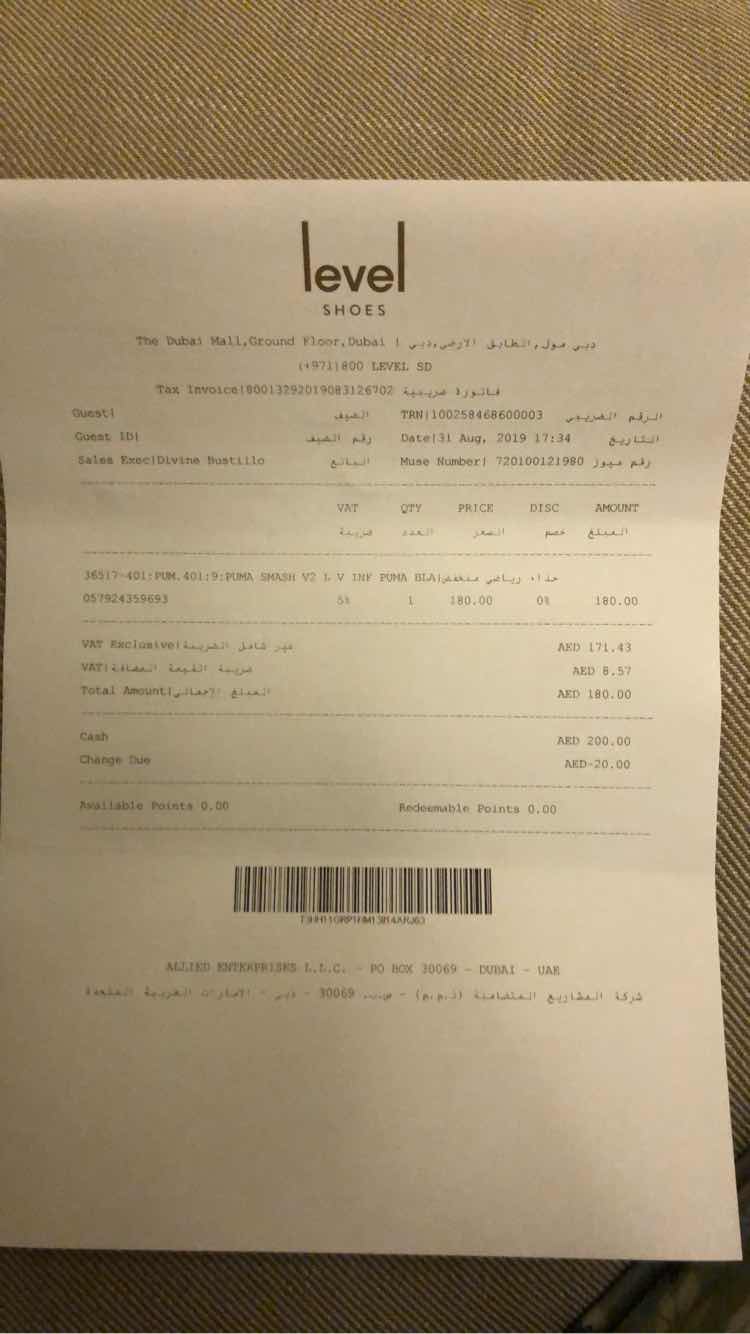 level
SHOES
The Dubai Mall,Ground Floor,Dubai | دبي مول,الطابق الارضي,دبي
(+971)800 LEVEL SD
Tax Invoice|80013292019083126702 فاتورة ضريبية
Guest| الضيف TRN|100258468600003 الرقم الضريبي
Guest ID| رقم الضيف Date|31 Aug, 2019 17:34 التاريخ
Sales Exec|Divine Bustillo البائع Muse Number| 720100121980 رقم ميوز
VAT QTY PRICE DISC AMOUNT
ضريبة العدد السعر خصم المبلغ
36517-401:PUM.401:9:PUMA SMASH V2 L V INF PUMA BLA|حذاء رياضي منخفض
057924359693 5% 1 180.00 0% 180.00
VAT Exclusive|غير شامل الضريبة AED 171.43
VAT|ضريبة القيمة المضافة AED 8.57
Total Amount|المبلغ الإجمالي AED 180.00
Cash AED 200.00
Change Due AED-20.00
Available Points 0.00 Redeemable Points 0.00
ALLIED ENTERPRISES L.L.C. - PO BOX 30069 - DUBAI - UAE
شركة المشاريع المتضامنة (ذ.م.م) - ص.ب. 30069 - دبي - الامارات العربية المتحدة